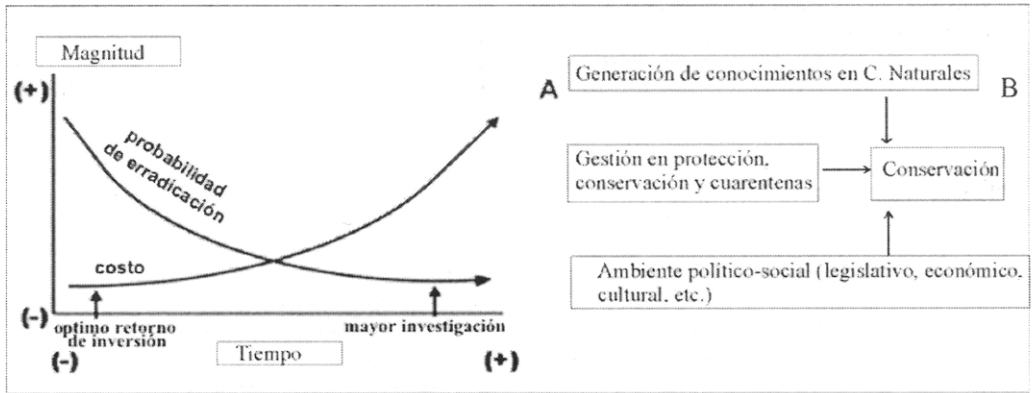 Magnitud
(+)
probabilidad
de erradicación
costo
(-)
optimo retorno
de inversión
mayor investigación
(-)
Tiempo
(+)
A
Generación de conocimientos en C. Naturales
B
Gestión en protección,
conservación y cuarentenas
Conservación
Ambiente político-social (legislativo, económico,
cultural, etc.)